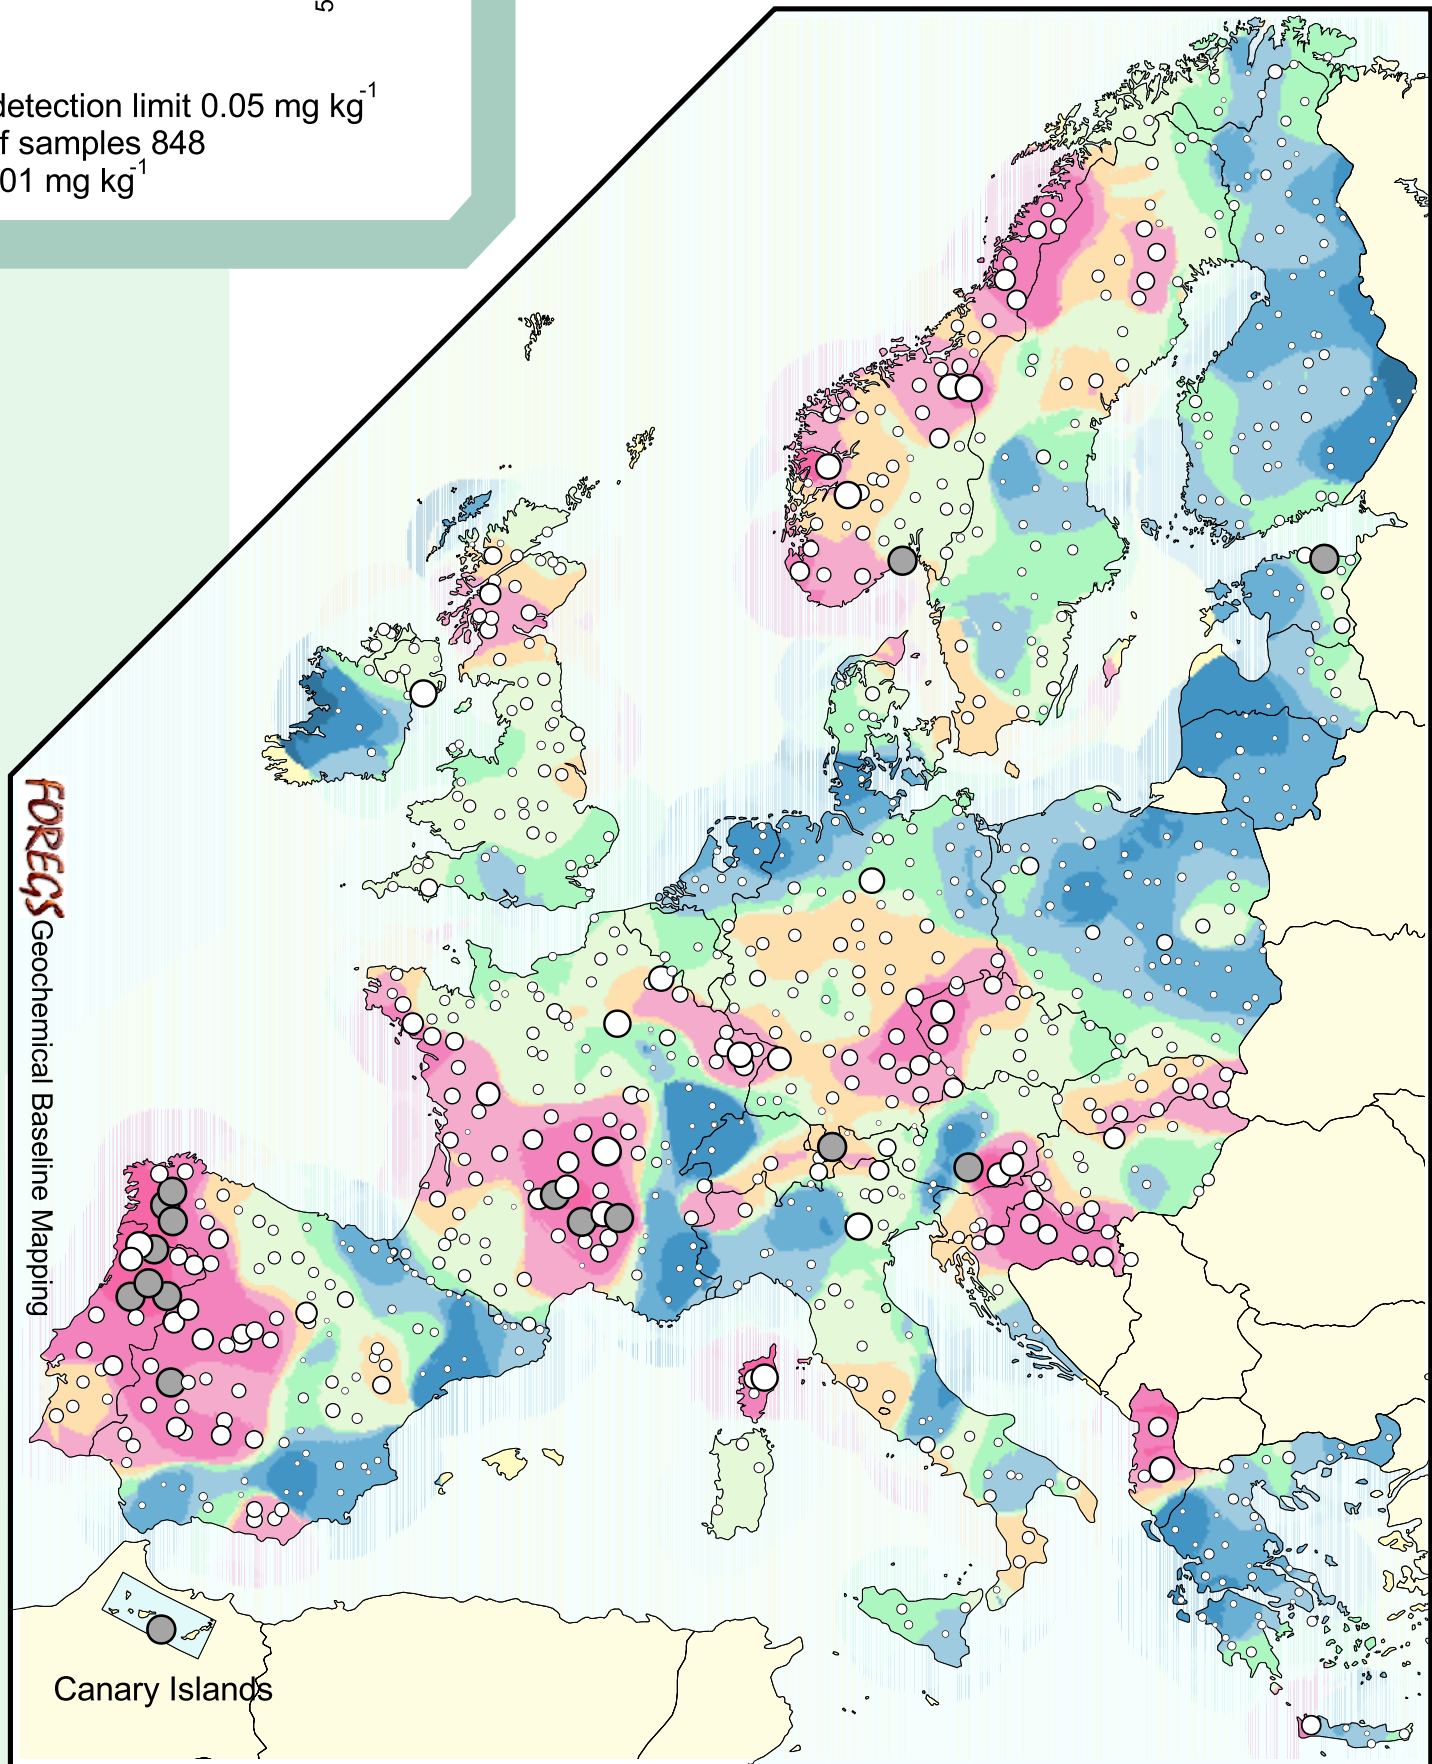 5
detection limit 0.05 mg kg-1
f samples 848
01 mg kg-1
FOREGS Geochemical Baseline Mapping
Canary Islands